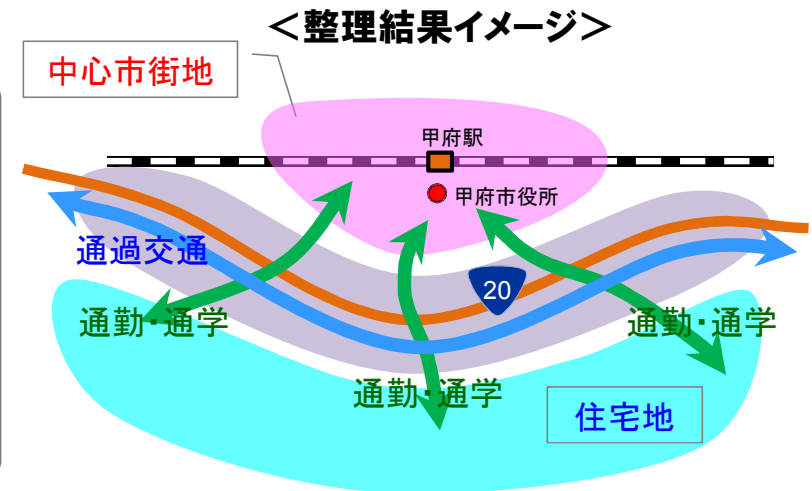 ＜整理結果イメージ＞
中心市街地
甲府駅
甲府市役所
通過交通
20
通勤・通学
通勤・通学
通勤・通学
住宅地